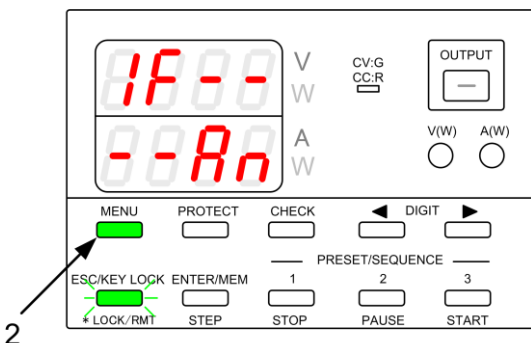 1F--
V
W
--An
A
W
CV:G
CC:R
OUTPUT
V(W) A(W)
MENU PROTECT CHECK ◀ DIGIT ▶
PRESET/SEQUENCE
ESC/KEY LOCK ENTER/MEM 1 2 3
* LOCK/RMT STEP STOP PAUSE START
2